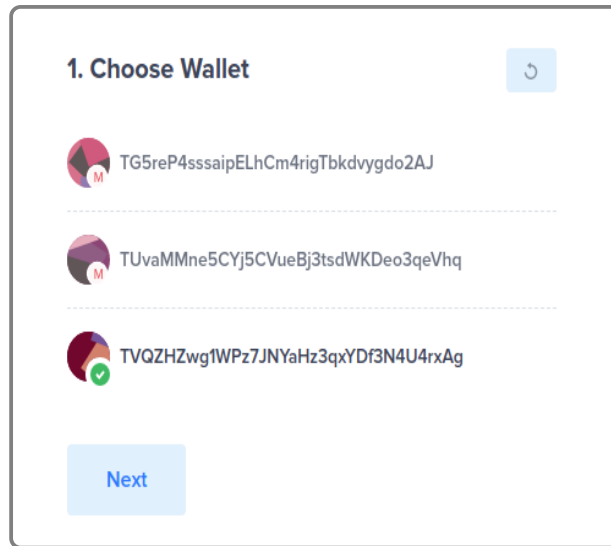 1. Choose Wallet
TG5reP4sssaipELhCm4rigTbkdvygdo2AJ
M
TUvaMMne5CYj5CVueBj3tsdWKDeo3qeVhq
M
TVQZHZwg1WPz7JNYaHz3qxYDf3N4U4rxAg
Next